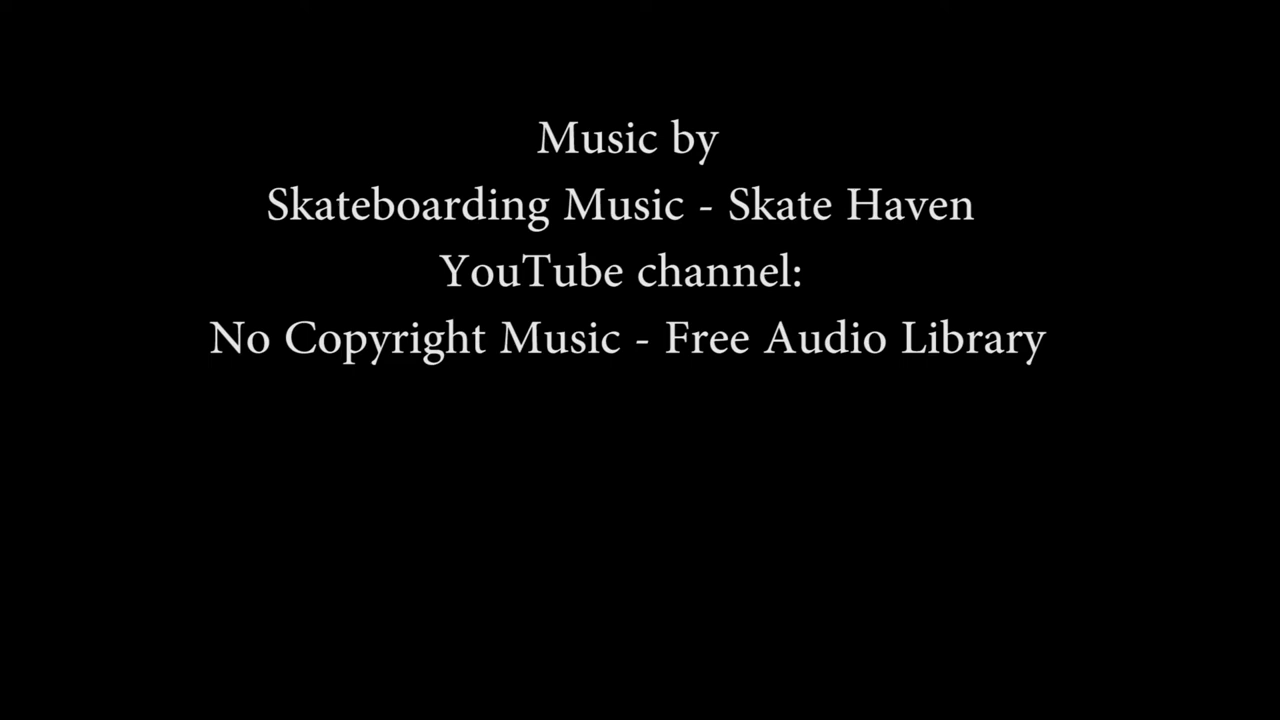 Music by
Skateboarding Music - Skate Haven
YouTube channel:
No Copyright Music - Free Audio Library